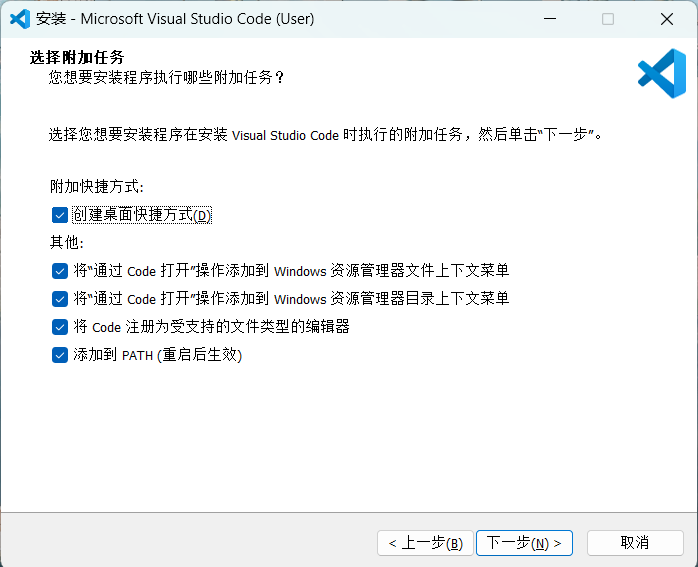 安装 - Microsoft Visual Studio Code (User)
选择附加任务
您想要安装程序执行哪些附加任务？
选择您想要安装程序在安装 Visual Studio Code 时执行的附加任务，然后单击“下一步”。
附加快捷方式:
创建桌面快捷方式(D)
其他:
将“通过 Code 打开”操作添加到 Windows 资源管理器文件上下文菜单
将“通过 Code 打开”操作添加到 Windows 资源管理器目录上下文菜单
将 Code 注册为受支持的文件类型的编辑器
添加到 PATH (重启后生效)
< 上一步(B) 下一步(N) > 取消